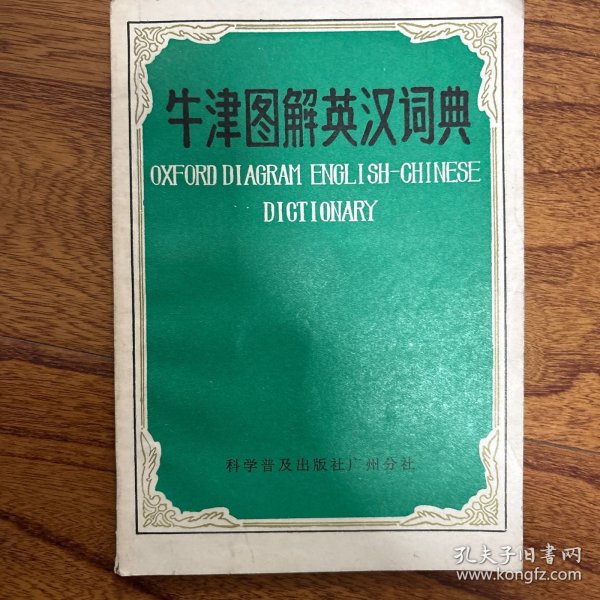 牛津图解英汉词典
OXFORD DIAGRAM ENGLISH-CHINESE
DICTIONARY
科学普及出版社广州分社
孔夫子旧书网
www.kongfz.com